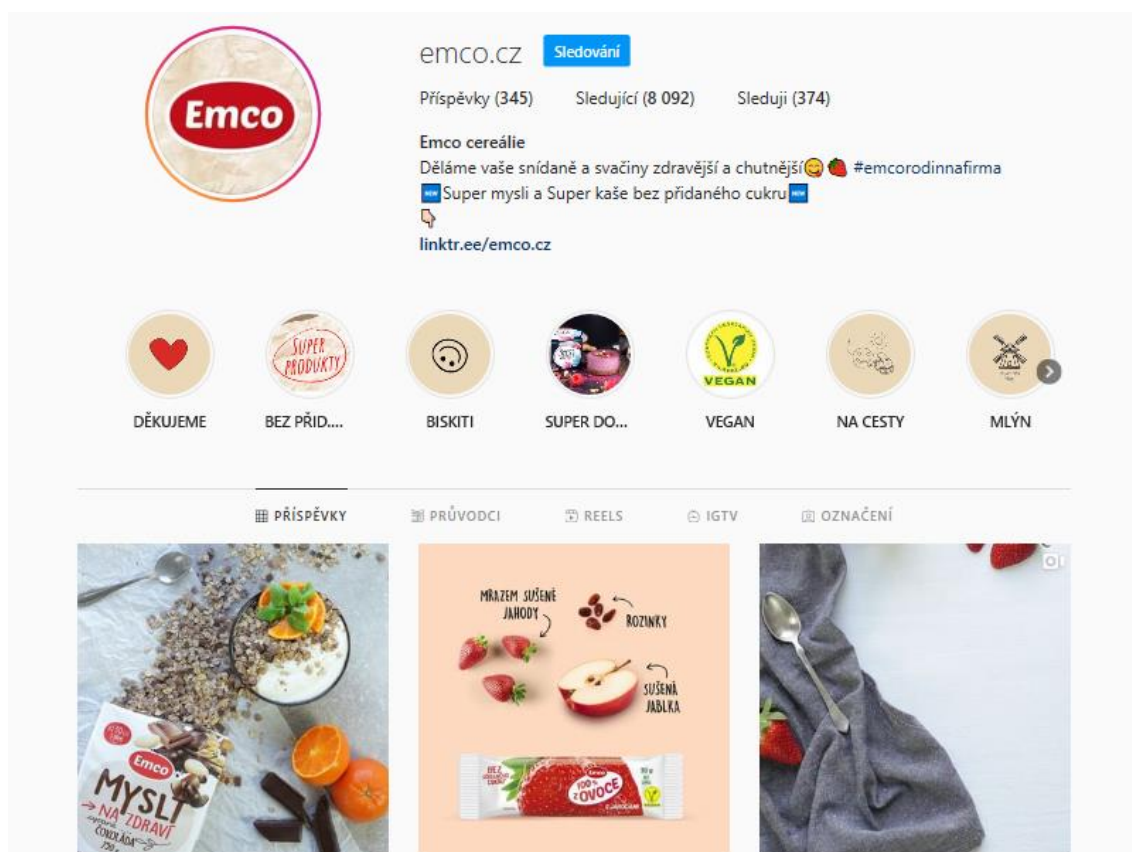 Emco
emco.cz
Sledování
Příspěvky (345) Sledující (8 092) Sleduji (374)
Emco cereálie
Děláme vaše snídaně a svačiny zdravější a chutnější😋🍓 #emcorodinnafirma
🆕Super mysli a Super kaše bez přidaného cukru🆕
👇🏻
linktr.ee/emco.cz
SUPER
PRODUKTY
VEGAN
DĚKUJEME BEZ PŘID.... BISKITI SUPER DO... VEGAN NA CESTY MLÝN
PŘÍSPĚVKY PRŮVODCI REELS IGTV OZNAČENÍ
MRAZEM SUŠENÉ
JAHODY
ROZINKY
SUŠENÁ
JABLKA
Emco
MYSLI
NA ZDRAVÍ
ČOKOLÁDA
750 g
BEZ
Emco
100%
Z OVOCE
S JAHODAMI